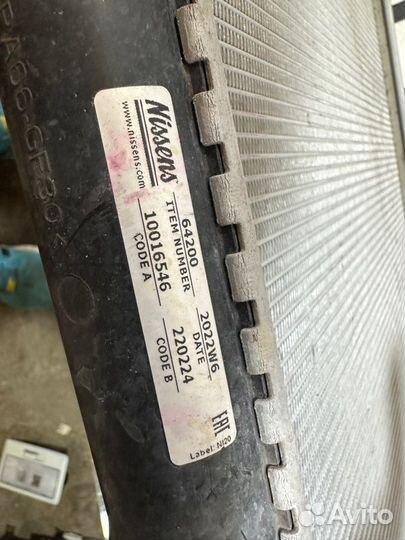 PA66-GF30
Nissens
www.nissens.com
64200
ITEM NUMBER
2022W6
DATE
10016546
CODE A
220224
CODE B
EAC
Label: NI20
Avito